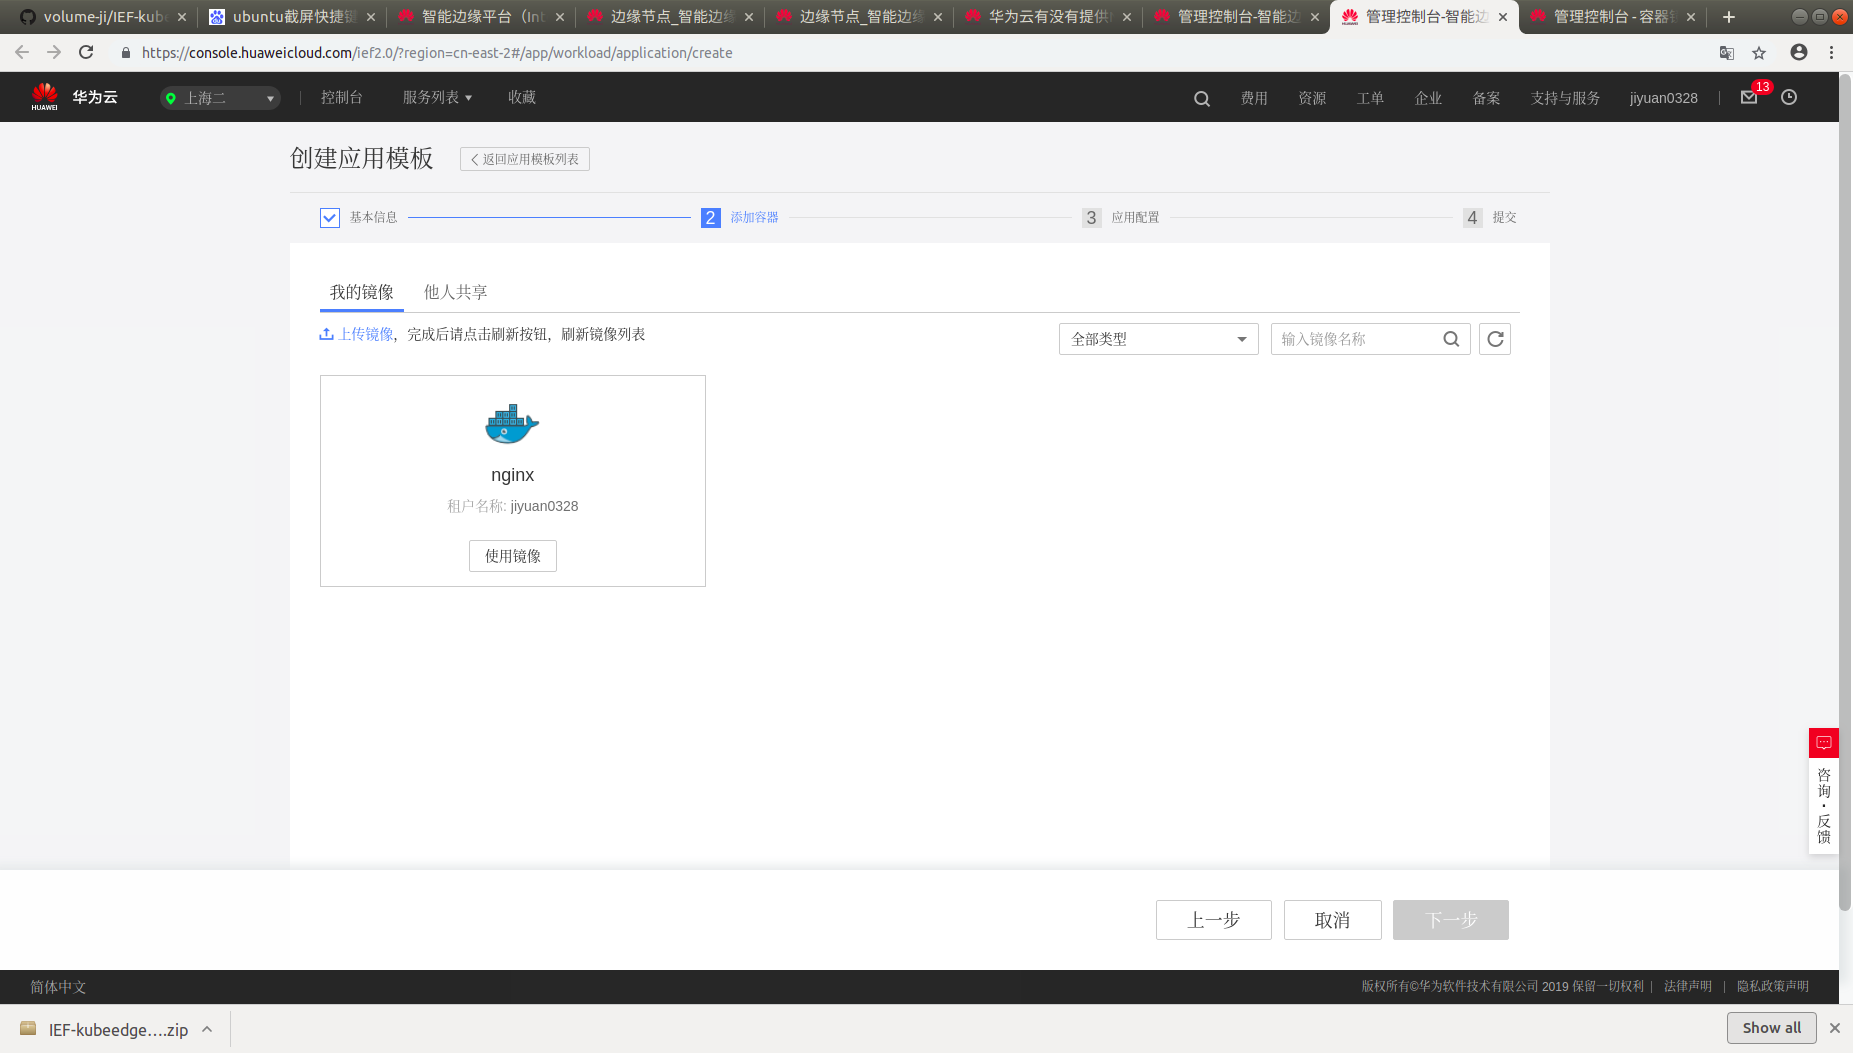 volume-ji/IEF-kube
ubuntu截屏快捷键
智能边缘平台（Int
边缘节点_智能边缘
边缘节点_智能边缘
华为云有没有提供
管理控制台-智能边
管理控制台-智能边
管理控制台 - 容器
https://console.huaweicloud.com/ief2.0/?region=cn-east-2#/app/workload/application/create
HUAWEI
华为云
上海二
控制台
服务列表
收藏
费用
资源
工单
企业
备案
支持与服务
jiyuan0328
13
创建应用模板
返回应用模板列表
基本信息
2 添加容器
3 应用配置
4 提交
我的镜像
他人共享
上传镜像，完成后请点击刷新按钮，刷新镜像列表
全部类型
输入镜像名称
nginx
租户名称: jiyuan0328
使用镜像
咨询·反馈
上一步
取消
下一步
简体中文
版权所有©华为软件技术有限公司 2019 保留一切权利 | 法律声明 | 隐私政策声明
IEF-kubeedge....zip
Show all